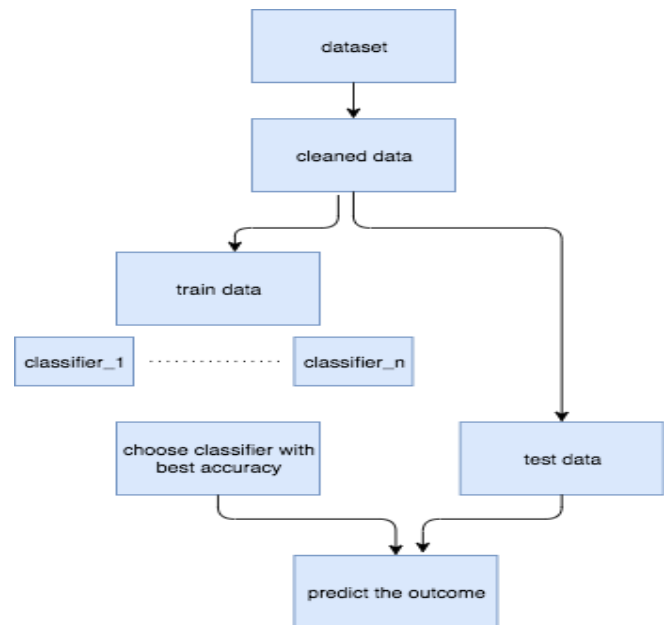 dataset
cleaned data
train data
classifier_1
classifier_n
choose classifier with
best accuracy
test data
predict the outcome